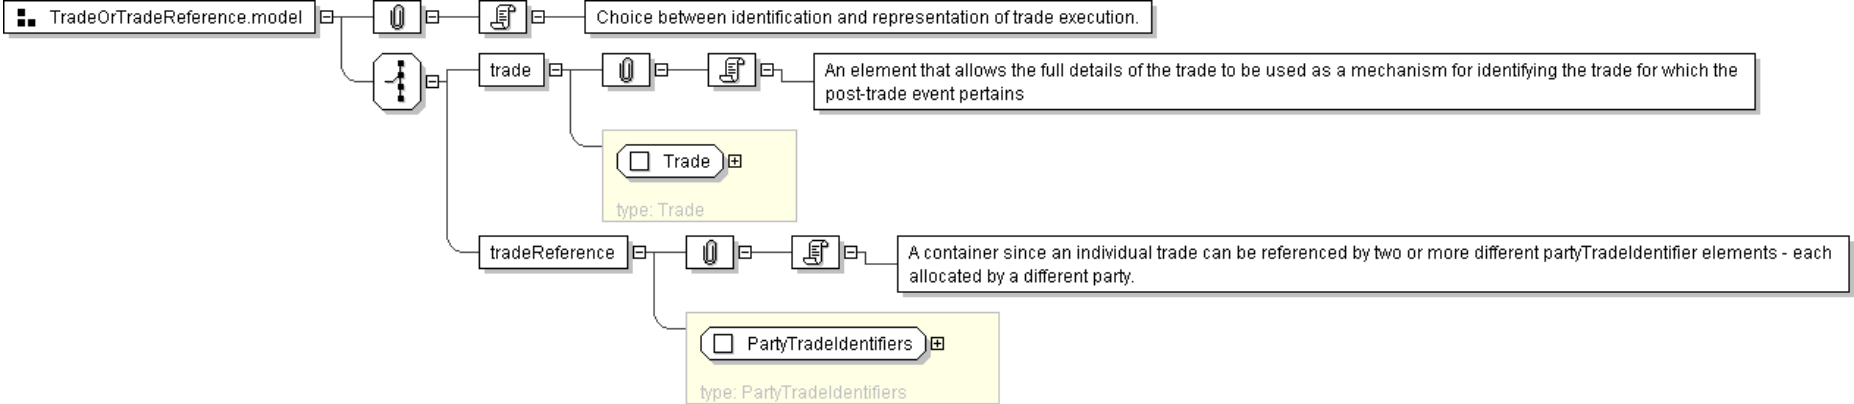 TradeOrTradeReference.model
Choice between identification and representation of trade execution.
trade
An element that allows the full details of the trade to be used as a mechanism for identifying the trade for which the
post-trade event pertains
Trade
type: Trade
tradeReference
A container since an individual trade can be referenced by two or more different partyTradeIdentifier elements - each
allocated by a different party.
PartyTradeIdentifiers
type: PartyTradeIdentifiers